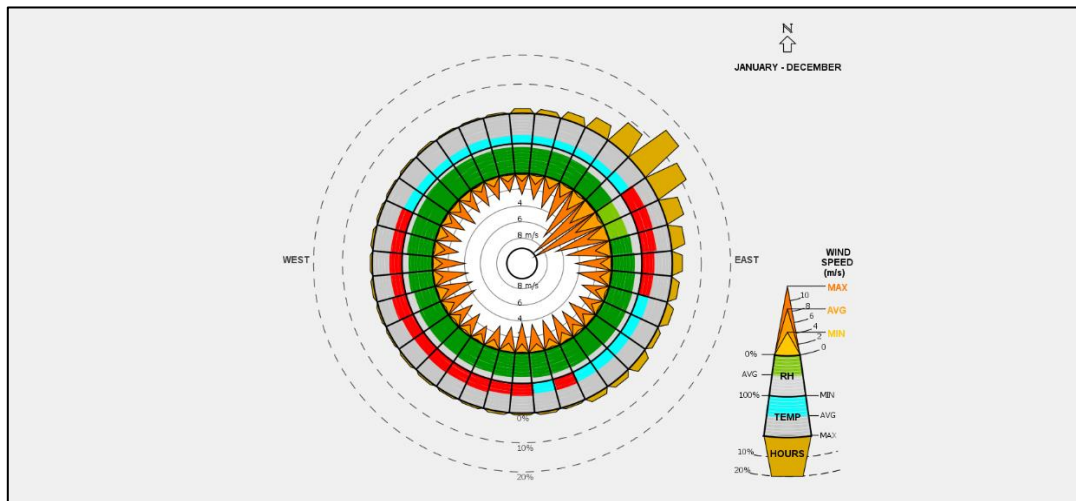 N
JANUARY - DECEMBER
4
6
8 m/s
WEST
EAST
8 m/s
6
4
0%
10%
20%
WIND
SPEED
(m/s)
MAX
10
8
AVG
6
4
MIN
2
0% 0
AVG RH
100% MIN
TEMP AVG
MAX
HOURS
10%
20%